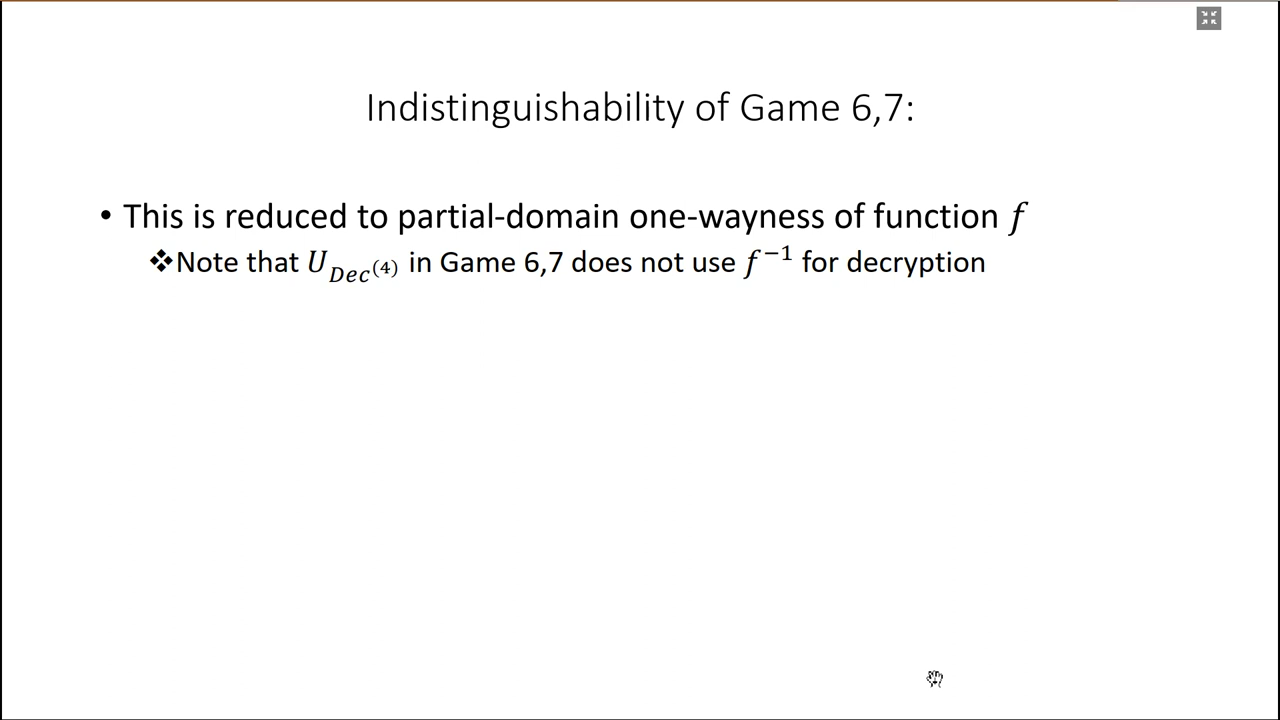 Indistinguishability of Game 6,7:
• This is reduced to partial-domain one-wayness of function f
❖Note that U_{Dec^{(4)}} in Game 6,7 does not use f^{−1} for decryption